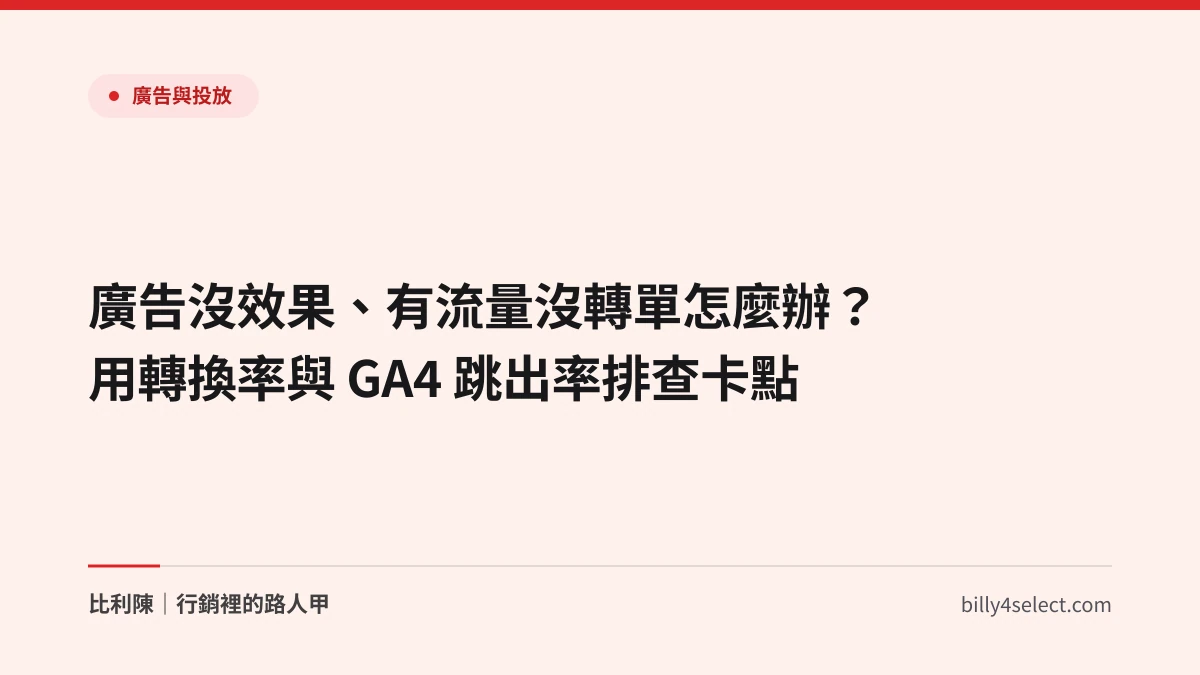 廣告與投放
廣告沒效果、有流量沒轉單怎麼辦？
用轉換率與 GA4 跳出率排查卡點
比利陳｜行銷裡的路人甲
billy4select.com